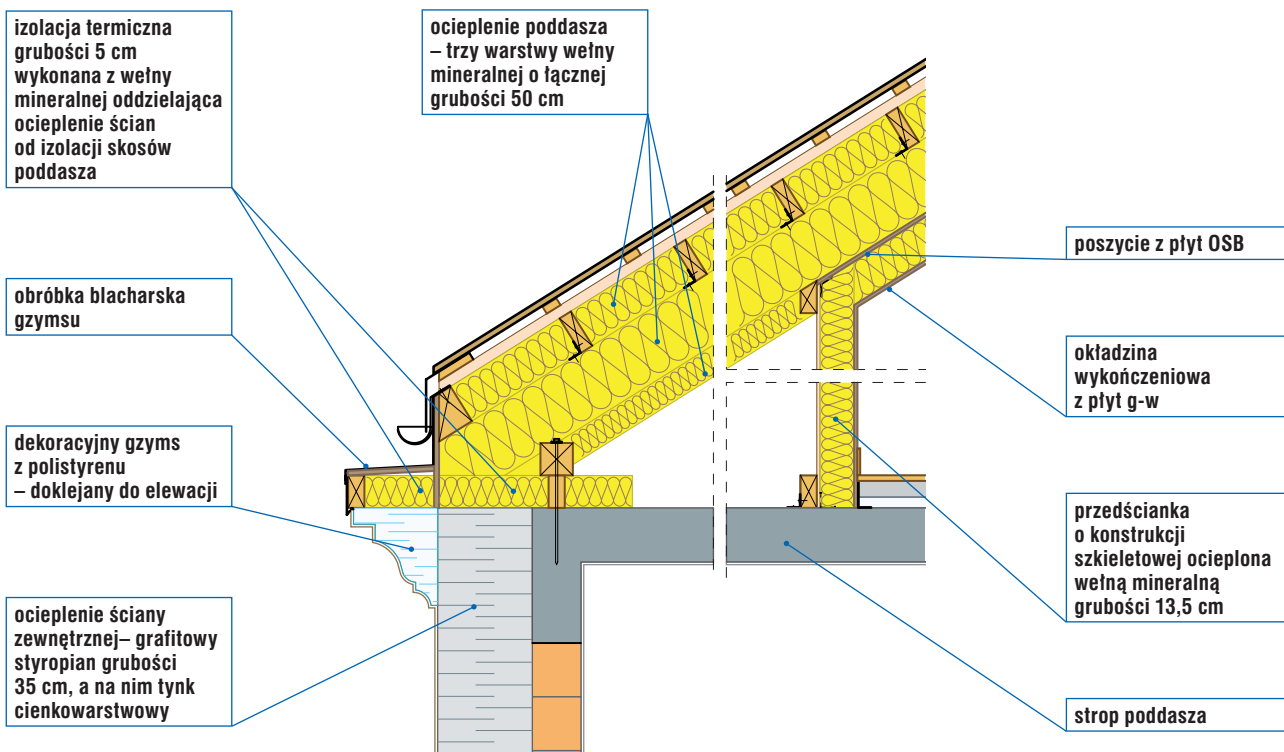 izolacja termiczna
grubości 5 cm
wykonana z wełny
mineralnej oddzielająca
ocieplenie ścian
od izolacji skosów
poddasza
obróbka blacharska
gzymsu
dekoracyjny gzyms
z polistyrenu
– doklejany do elewacji
ocieplenie ściany
zewnętrznej– grafitowy
styropian grubości
35 cm, a na nim tynk
cienkowarstwowy
ocieplenie poddasza
– trzy warstwy wełny
mineralnej o łącznej
grubości 50 cm
poszycie z płyt OSB
okładzina
wykończeniowa
z płyt g-w
przedścianka
o konstrukcji
szkieletowej ocieplona
wełną mineralną
grubości 13,5 cm
strop poddasza